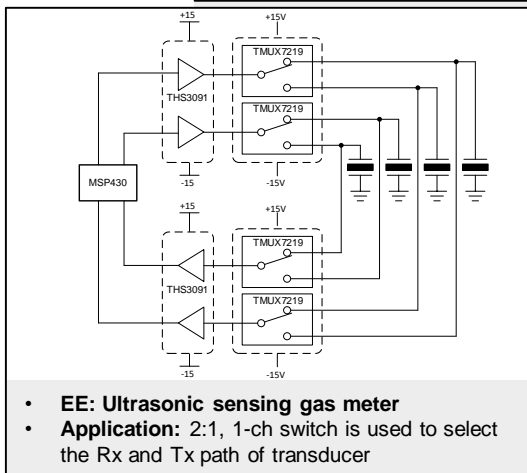 +15
+15V
TMUX7219
THS3091
TMUX7219
MSP430
-15
-15V
+15
+15V
TMUX7219
THS3091
TMUX7219
-15
-15V
• EE: Ultrasonic sensing gas meter
• Application: 2:1, 1-ch switch is used to select
the Rx and Tx path of transducer